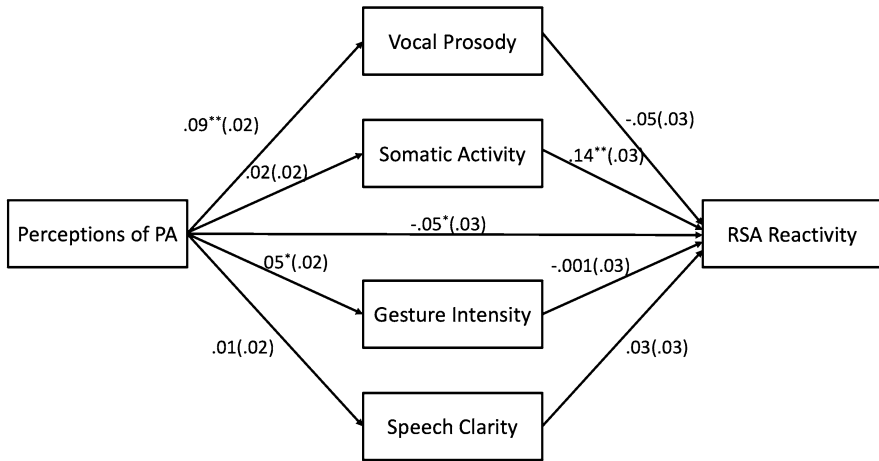 Vocal Prosody
.09**(.02)
-.05(.03)
Somatic Activity
.14**(.03)
.02(.02)
Perceptions of PA
-.05*(.03)
RSA Reactivity
05*(.02)
-.001(.03)
Gesture Intensity
.01(.02)
.03(.03)
Speech Clarity